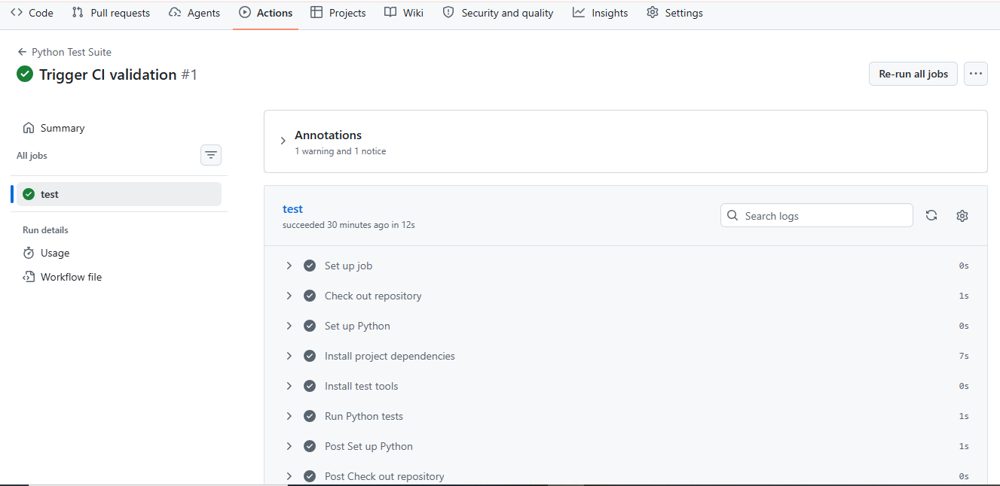 Code Pull requests Agents Actions Projects Wiki Security and quality Insights Settings
Python Test Suite
Trigger CI validation #1
Re-run all jobs
Summary
All jobs
test
Run details
Usage
Workflow file
Annotations
1 warning and 1 notice
test
succeeded 30 minutes ago in 12s
Search logs
Set up job 0s
Check out repository 1s
Set up Python 0s
Install project dependencies 7s
Install test tools 0s
Run Python tests 1s
Post Set up Python 1s
Post Check out repository 0s